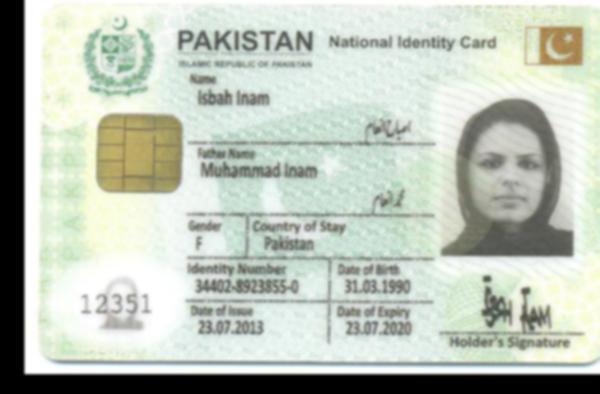 PAKISTAN National Identity Card
ISLAMIC REPUBLIC OF PAKISTAN
Name
Isbah Inam
اصباح انعام
Father Name
Muhammad Inam
محمد انعام
Gender Country of Stay
F Pakistan
Identity Number Date of Birth
34402-8923855-0 31.03.1990
12351
Date of Issue Date of Expiry
23.07.2013 23.07.2020
Holder's Signature